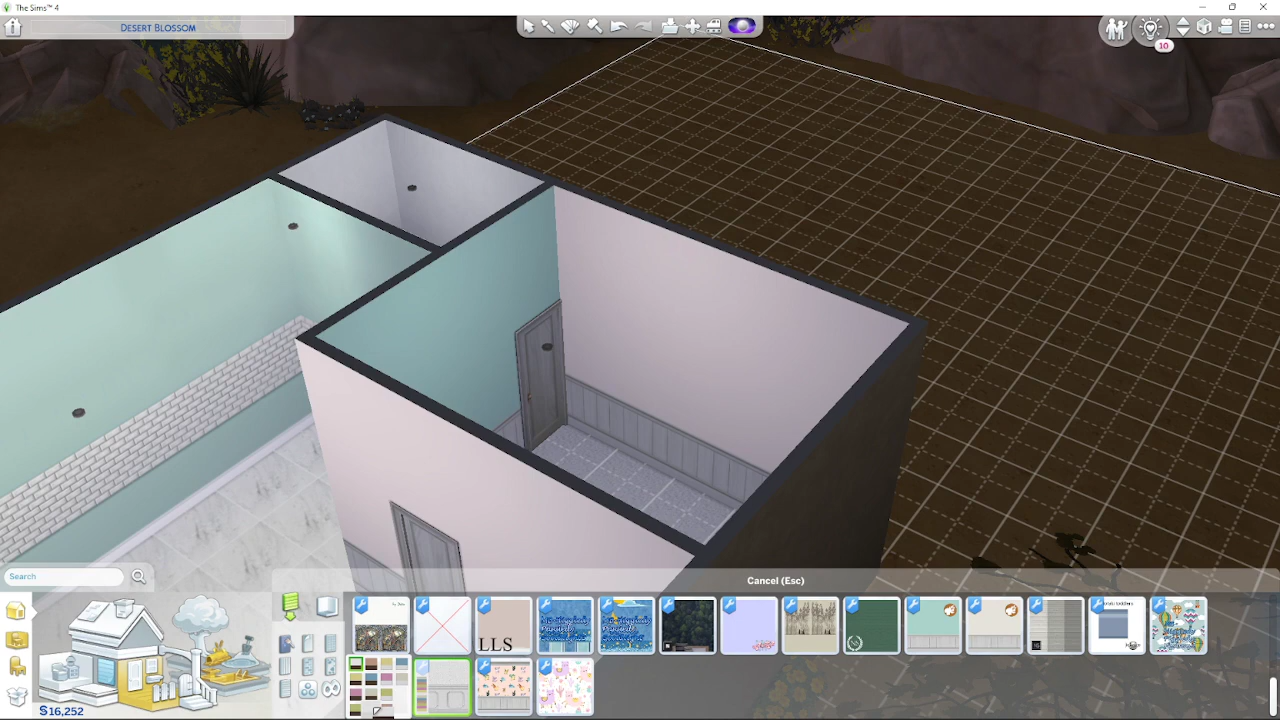 The Sims™ 4
DESERT BLOSSOM
10
Cancel (Esc)
Search
LLS
§16,252